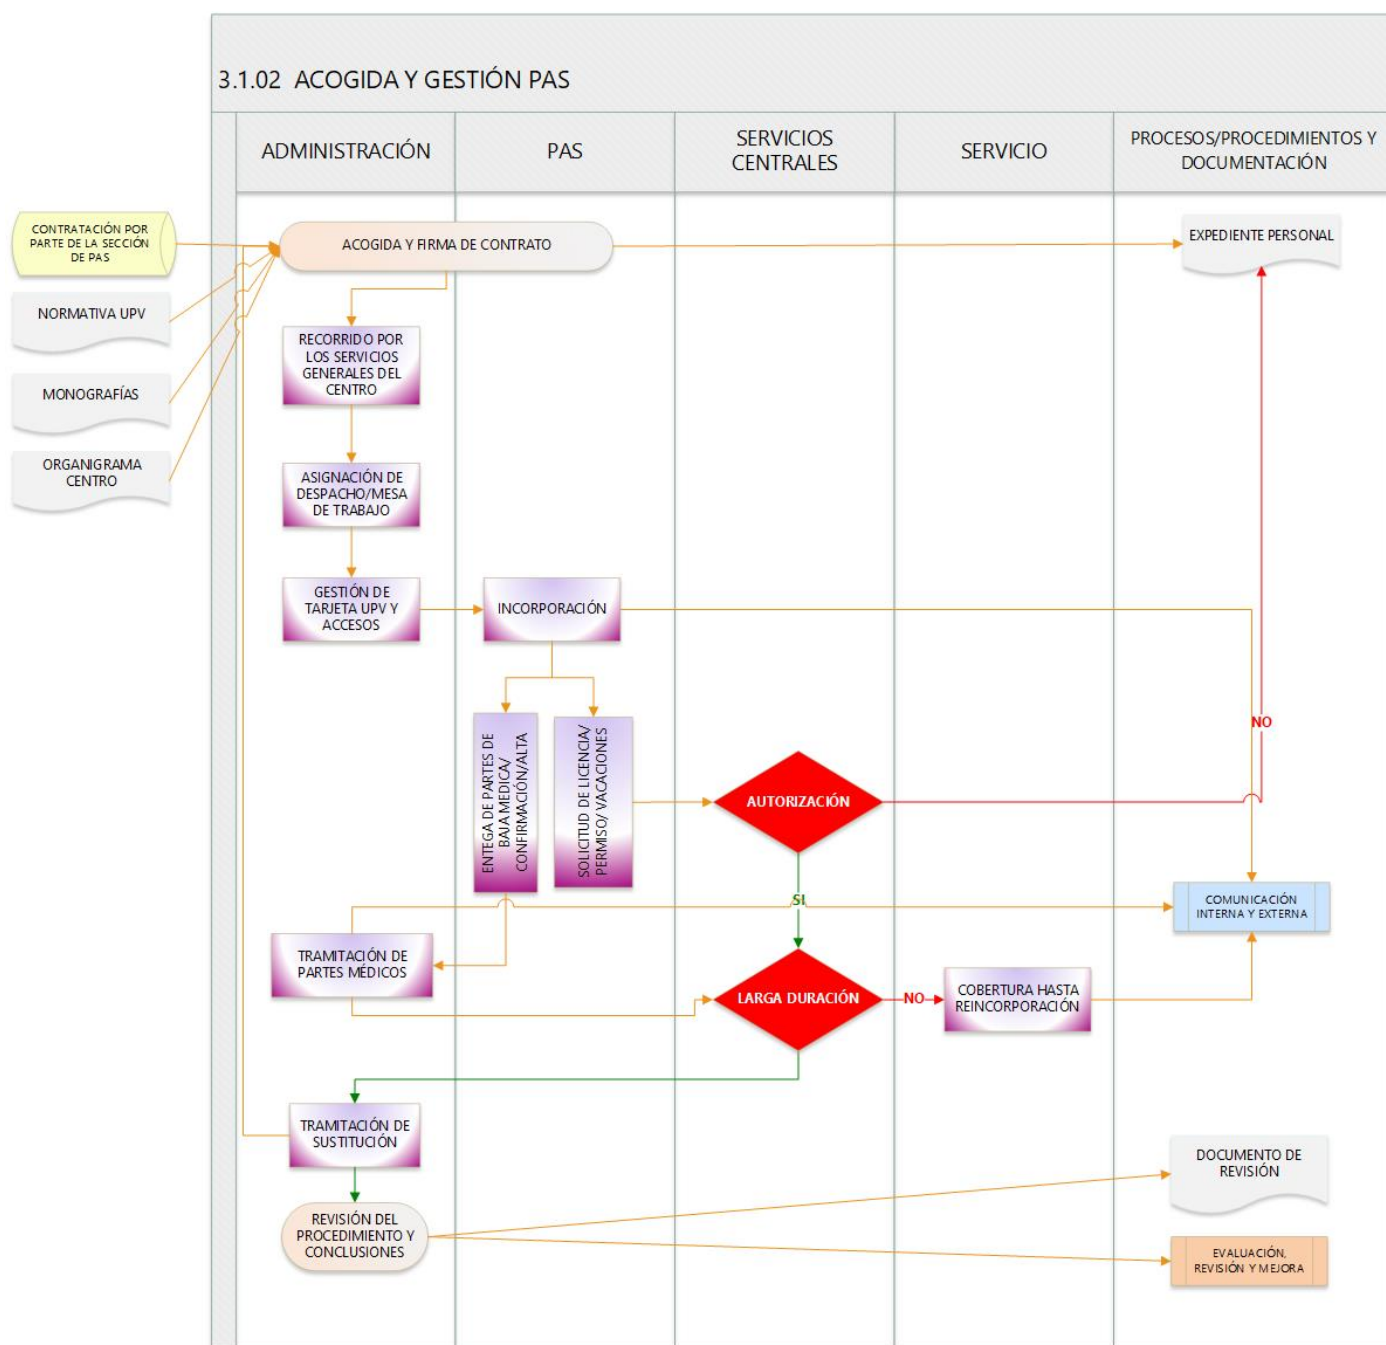 3.1.02 ACOGIDA Y GESTIÓN PAS
ADMINISTRACIÓN
PAS
SERVICIOS
CENTRALES
SERVICIO
PROCESOS/PROCEDIMIENTOS Y
DOCUMENTACIÓN
CONTRATACIÓN POR
PARTE DE LA SECCIÓN
DE PAS
ACOGIDA Y FIRMA DE CONTRATO
EXPEDIENTE PERSONAL
NORMATIVA UPV
MONOGRAFÍAS
ORGANIGRAMA
CENTRO
RECORRIDO POR
LOS SERVICIOS
GENERALES DEL
CENTRO
ASIGNACIÓN DE
DESPACHO/MESA
DE TRABAJO
GESTIÓN DE
TARJETA UPV Y
ACCESOS
INCORPORACIÓN
ENTEGA DE PARTES DE
BAJA MEDICA/
CONFIRMACIÓN/ALTA
SOLICITUD DE LICENCIA/
PERMISO/ VACACIONES
AUTORIZACIÓN
NO
SI
COMUNICACIÓN
INTERNA Y EXTERNA
TRAMITACIÓN DE
PARTES MÉDICOS
LARGA DURACIÓN
NO
COBERTURA HASTA
REINCORPORACIÓN
TRAMITACIÓN DE
SUSTITUCIÓN
DOCUMENTO DE
REVISIÓN
REVISIÓN DEL
PROCEDIMIENTO Y
CONCLUSIONES
EVALUACIÓN,
REVISIÓN Y MEJORA